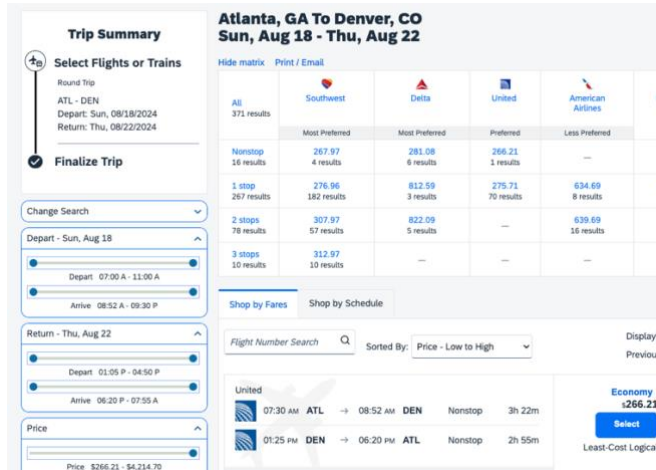 Trip Summary
Select Flights or Trains
Round Trip
ATL - DEN
Depart: Sun, 08/18/2024
Return: Thu, 08/22/2024
Finalize Trip
Change Search
Depart - Sun, Aug 18
Depart 07:00 A - 11:00 A
Arrive 08:52 A - 09:30 P
Return - Thu, Aug 22
Depart 01:05 P - 04:50 P
Arrive 06:20 P - 07:55 A
Price
Price $266.21 - $4,214.70
Atlanta, GA To Denver, CO
Sun, Aug 18 - Thu, Aug 22
Hide matrix Print / Email
All
371 results
Southwest
Delta
United
American
Airlines
Most Preferred Most Preferred Preferred Less Preferred
Nonstop 267.97 281.08 266.21 —
16 results 4 results 6 results 1 results
1 stop 276.96 812.59 275.71 634.69
267 results 182 results 3 results 70 results 8 results
2 stops 307.97 822.09 — 639.69
78 results 57 results 5 results 16 results
3 stops 312.97 — — —
10 results 10 results
Shop by Fares Shop by Schedule
Flight Number Search Sorted By: Price - Low to High
Display
Previou
United
07:30 AM ATL → 08:52 AM DEN Nonstop 3h 22m
01:25 PM DEN → 06:20 PM ATL Nonstop 2h 55m
Economy
$266.21
Select
Least-Cost Logica